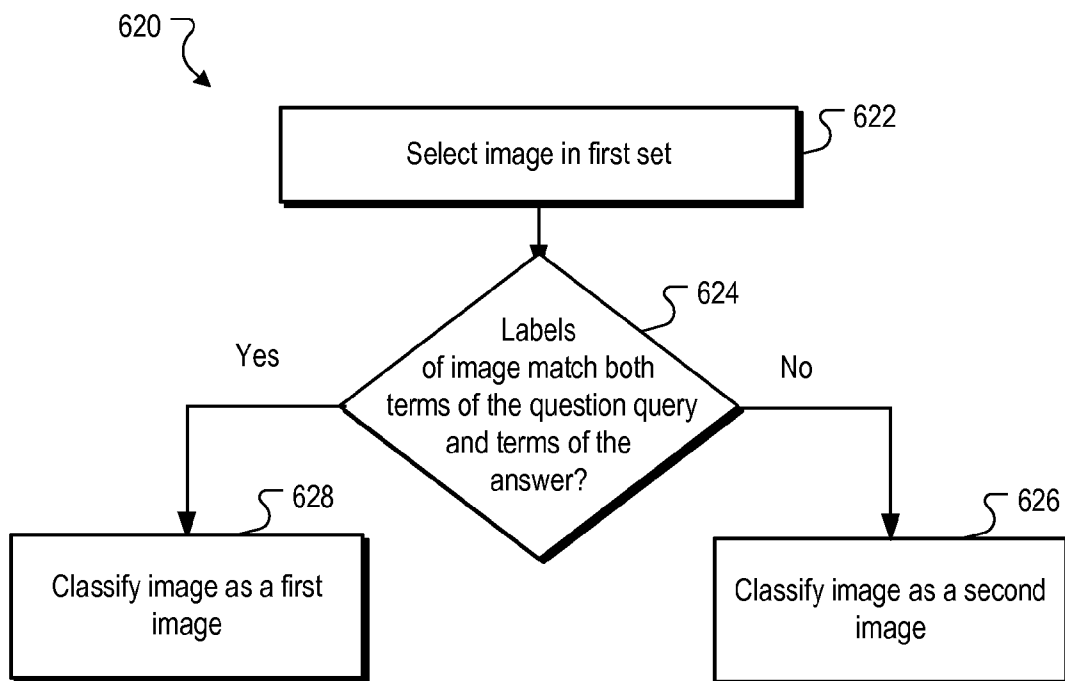 620
622
Select image in first set
624
Labels
of image match both
terms of the question query
and terms of the
answer?
Yes
No
628
626
Classify image as a first
image
Classify image as a second
image